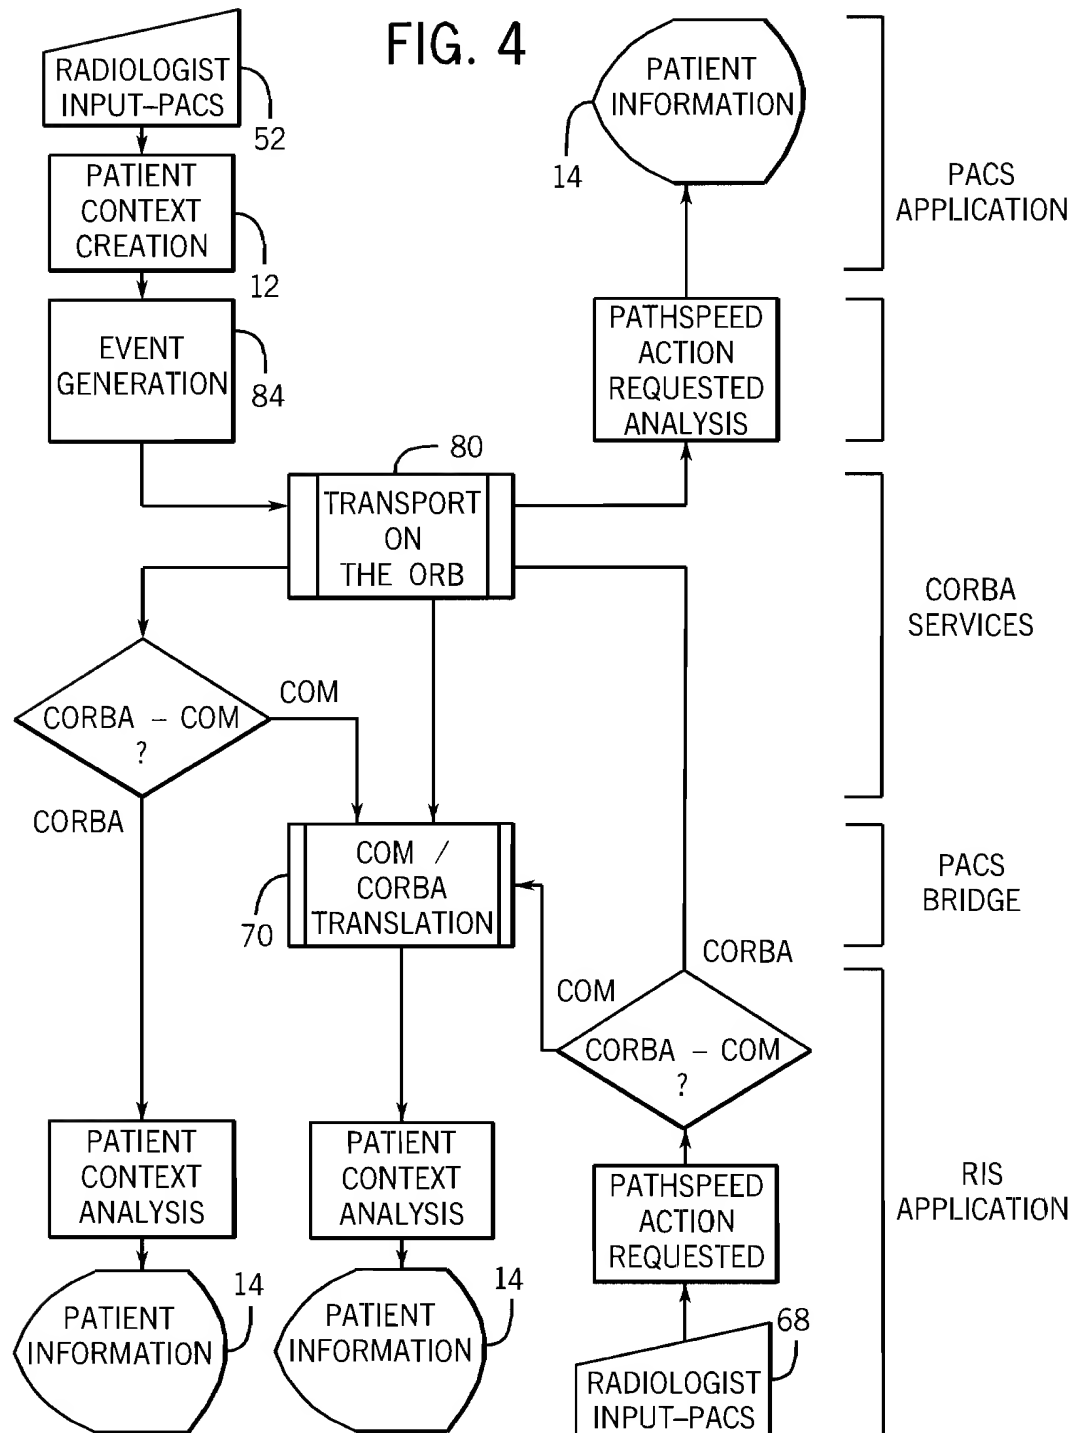 FIG. 4
RADIOLOGIST
INPUT–PACS
52
PATIENT
CONTEXT
CREATION
12
EVENT
GENERATION
84
PATIENT
INFORMATION
14
PACS
APPLICATION
PATHSPEED
ACTION
REQUESTED
ANALYSIS
80
TRANSPORT
ON
THE ORB
CORBA
SERVICES
CORBA – COM
?
COM
CORBA
COM /
CORBA
TRANSLATION
70
PACS
BRIDGE
CORBA
COM
CORBA – COM
?
PATIENT
CONTEXT
ANALYSIS
PATIENT
CONTEXT
ANALYSIS
PATHSPEED
ACTION
REQUESTED
RIS
APPLICATION
PATIENT
INFORMATION
14
PATIENT
INFORMATION
14
68
RADIOLOGIST
INPUT–PACS